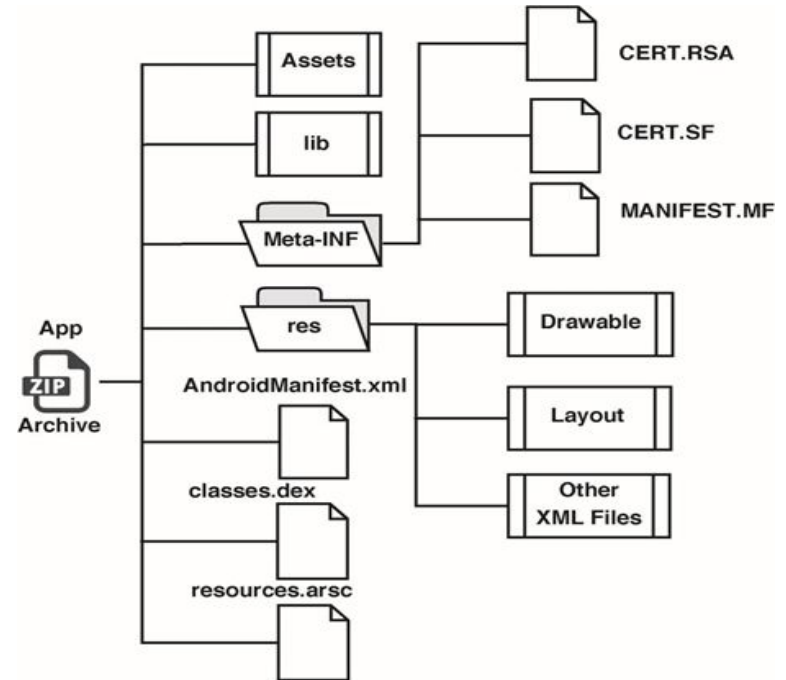 Assets
lib
Meta-INF
CERT.RSA
CERT.SF
MANIFEST.MF
res
Drawable
Layout
Other
XML Files
App
ZIP
Archive
AndroidManifest.xml
classes.dex
resources.arsc